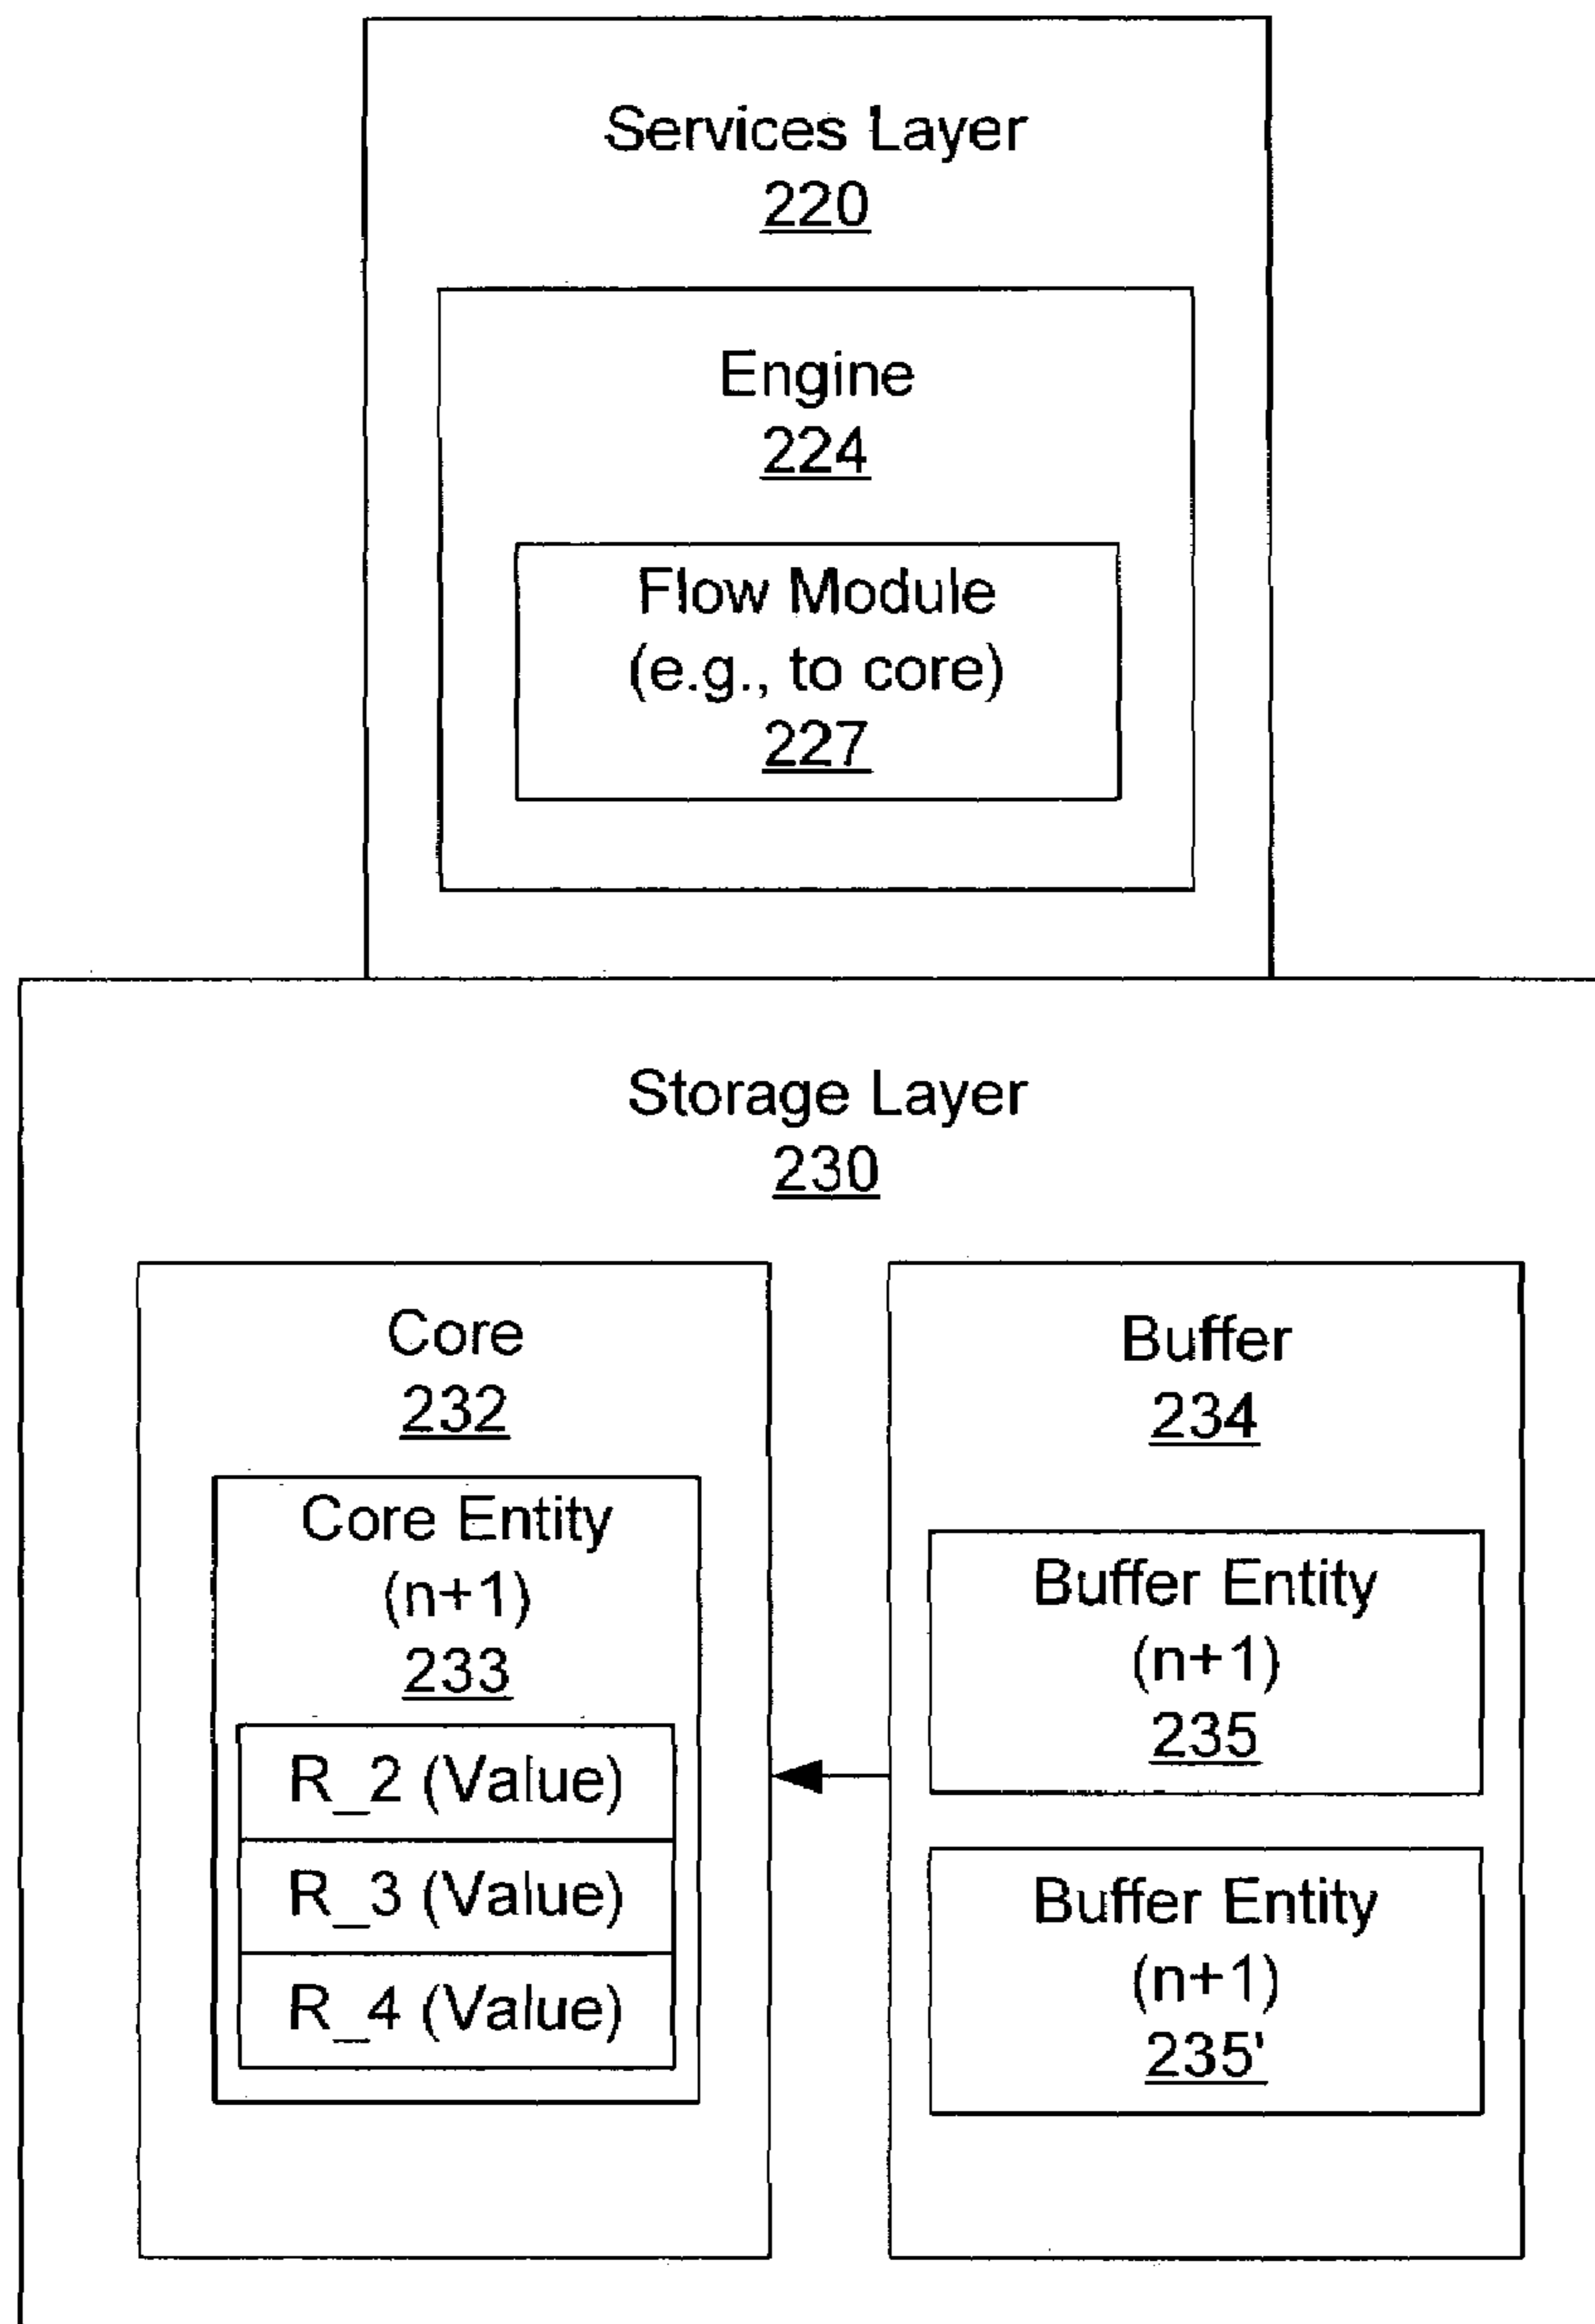 Services Layer
220
Engine
224
Flow Module
(e.g., to core)
227
Storage Layer
230
Core
232
Core Entity
(n+1)
233
R_2 (Value)
R_3 (Value)
R_4 (Value)
Buffer
234
Buffer Entity
(n+1)
235
Buffer Entity
(n+1)
235'